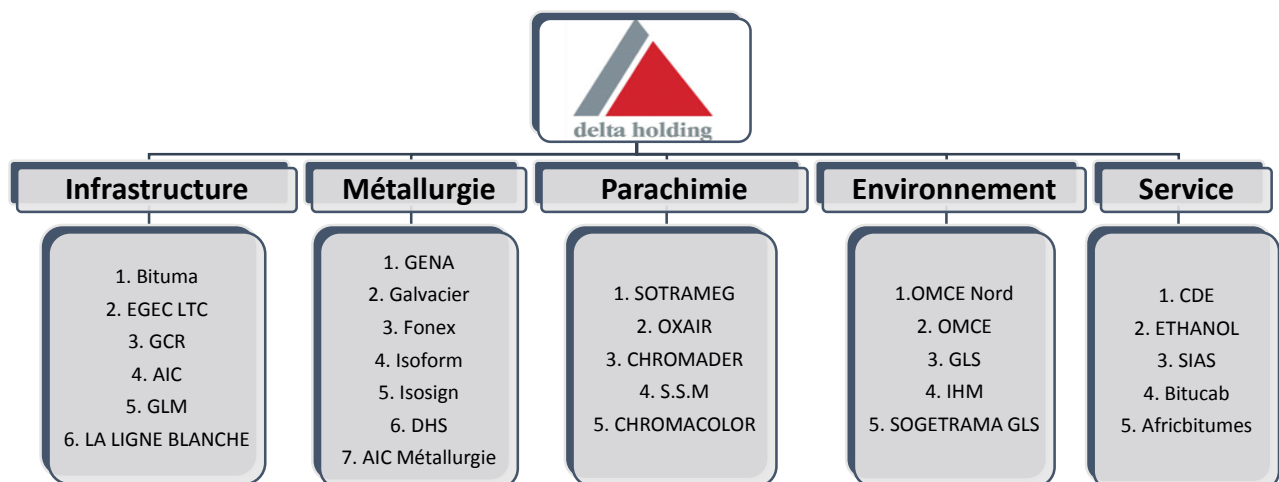 delta holding
Infrastructure
Métallurgie
Parachimie
Environnement
Service
1. Bituma
2. EGEC LTC
3. GCR
4. AIC
5. GLM
6. LA LIGNE BLANCHE
1. GENA
2. Galvacier
3. Fonex
4. Isoform
5. Isosign
6. DHS
7. AIC Métallurgie
1. SOTRAMEG
2. OXAIR
3. CHROMADER
4. S.S.M
5. CHROMACOLOR
1.OMCE Nord
2. OMCE
3. GLS
4. IHM
5. SOGETRAMA GLS
1. CDE
2. ETHANOL
3. SIAS
4. Bitucab
5. Africbitumes